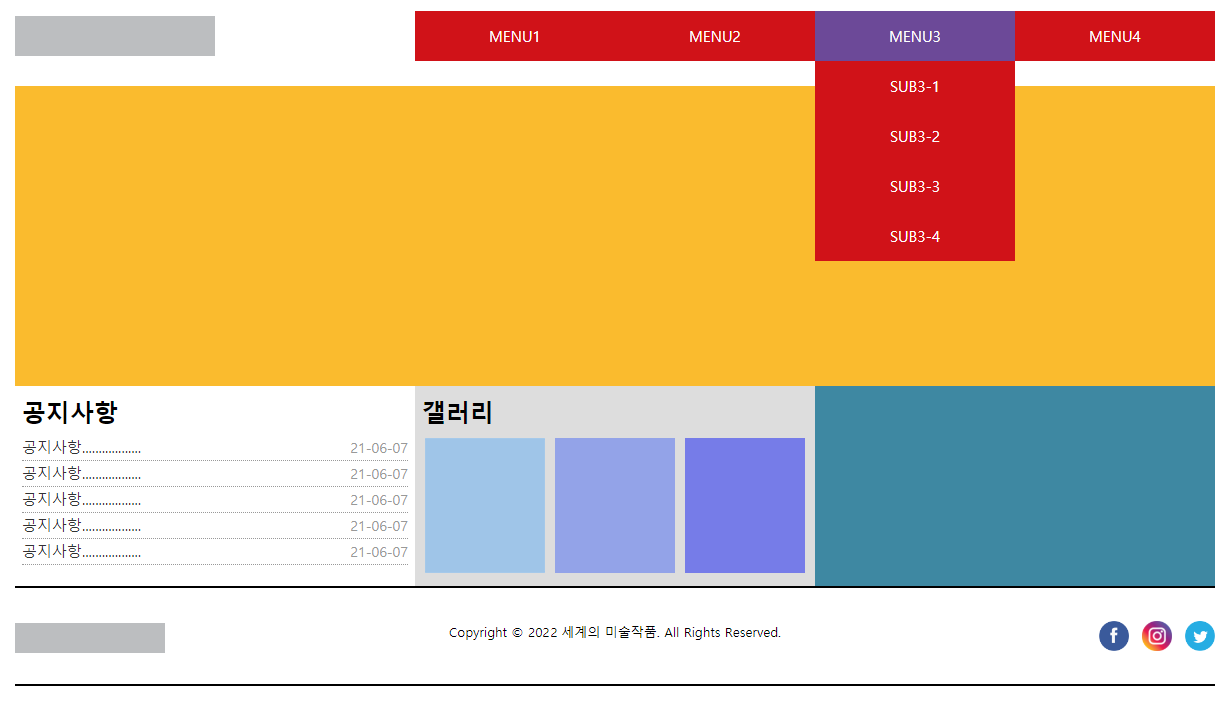 MENU1 MENU2 MENU3 MENU4
SUB3-1
SUB3-2
SUB3-3
SUB3-4
공지사항
공지사항.................. 21-06-07
공지사항.................. 21-06-07
공지사항.................. 21-06-07
공지사항.................. 21-06-07
공지사항.................. 21-06-07
갤러리
Copyright © 2022 세계의 미술작품. All Rights Reserved.